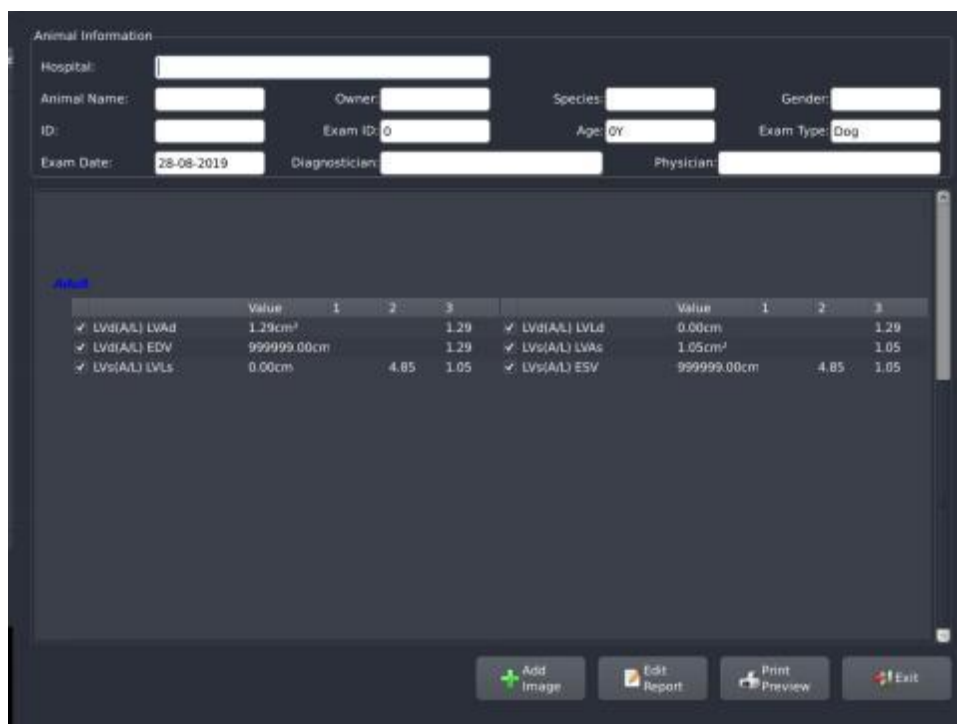 Animal Information
Hospital:
Animal Name: Owner: Species: Gender:
ID: Exam ID: 0 Age: 0Y Exam Type: Dog
Exam Date: 28-08-2019 Diagnostician: Physician:
Adult
Value 1 2 3 Value 1 2 3
LVd(A/L) LVAd 1.29cm² 1.29 LVd(A/L) LVLd 0.00cm 1.29
LVd(A/L) EDV 999999.00cm 1.29 LVs(A/L) LVAs 1.05cm² 1.05
LVs(A/L) LVLs 0.00cm 4.85 1.05 LVs(A/L) ESV 999999.00cm 4.85 1.05
Add Image Edit Report Print Preview Exit